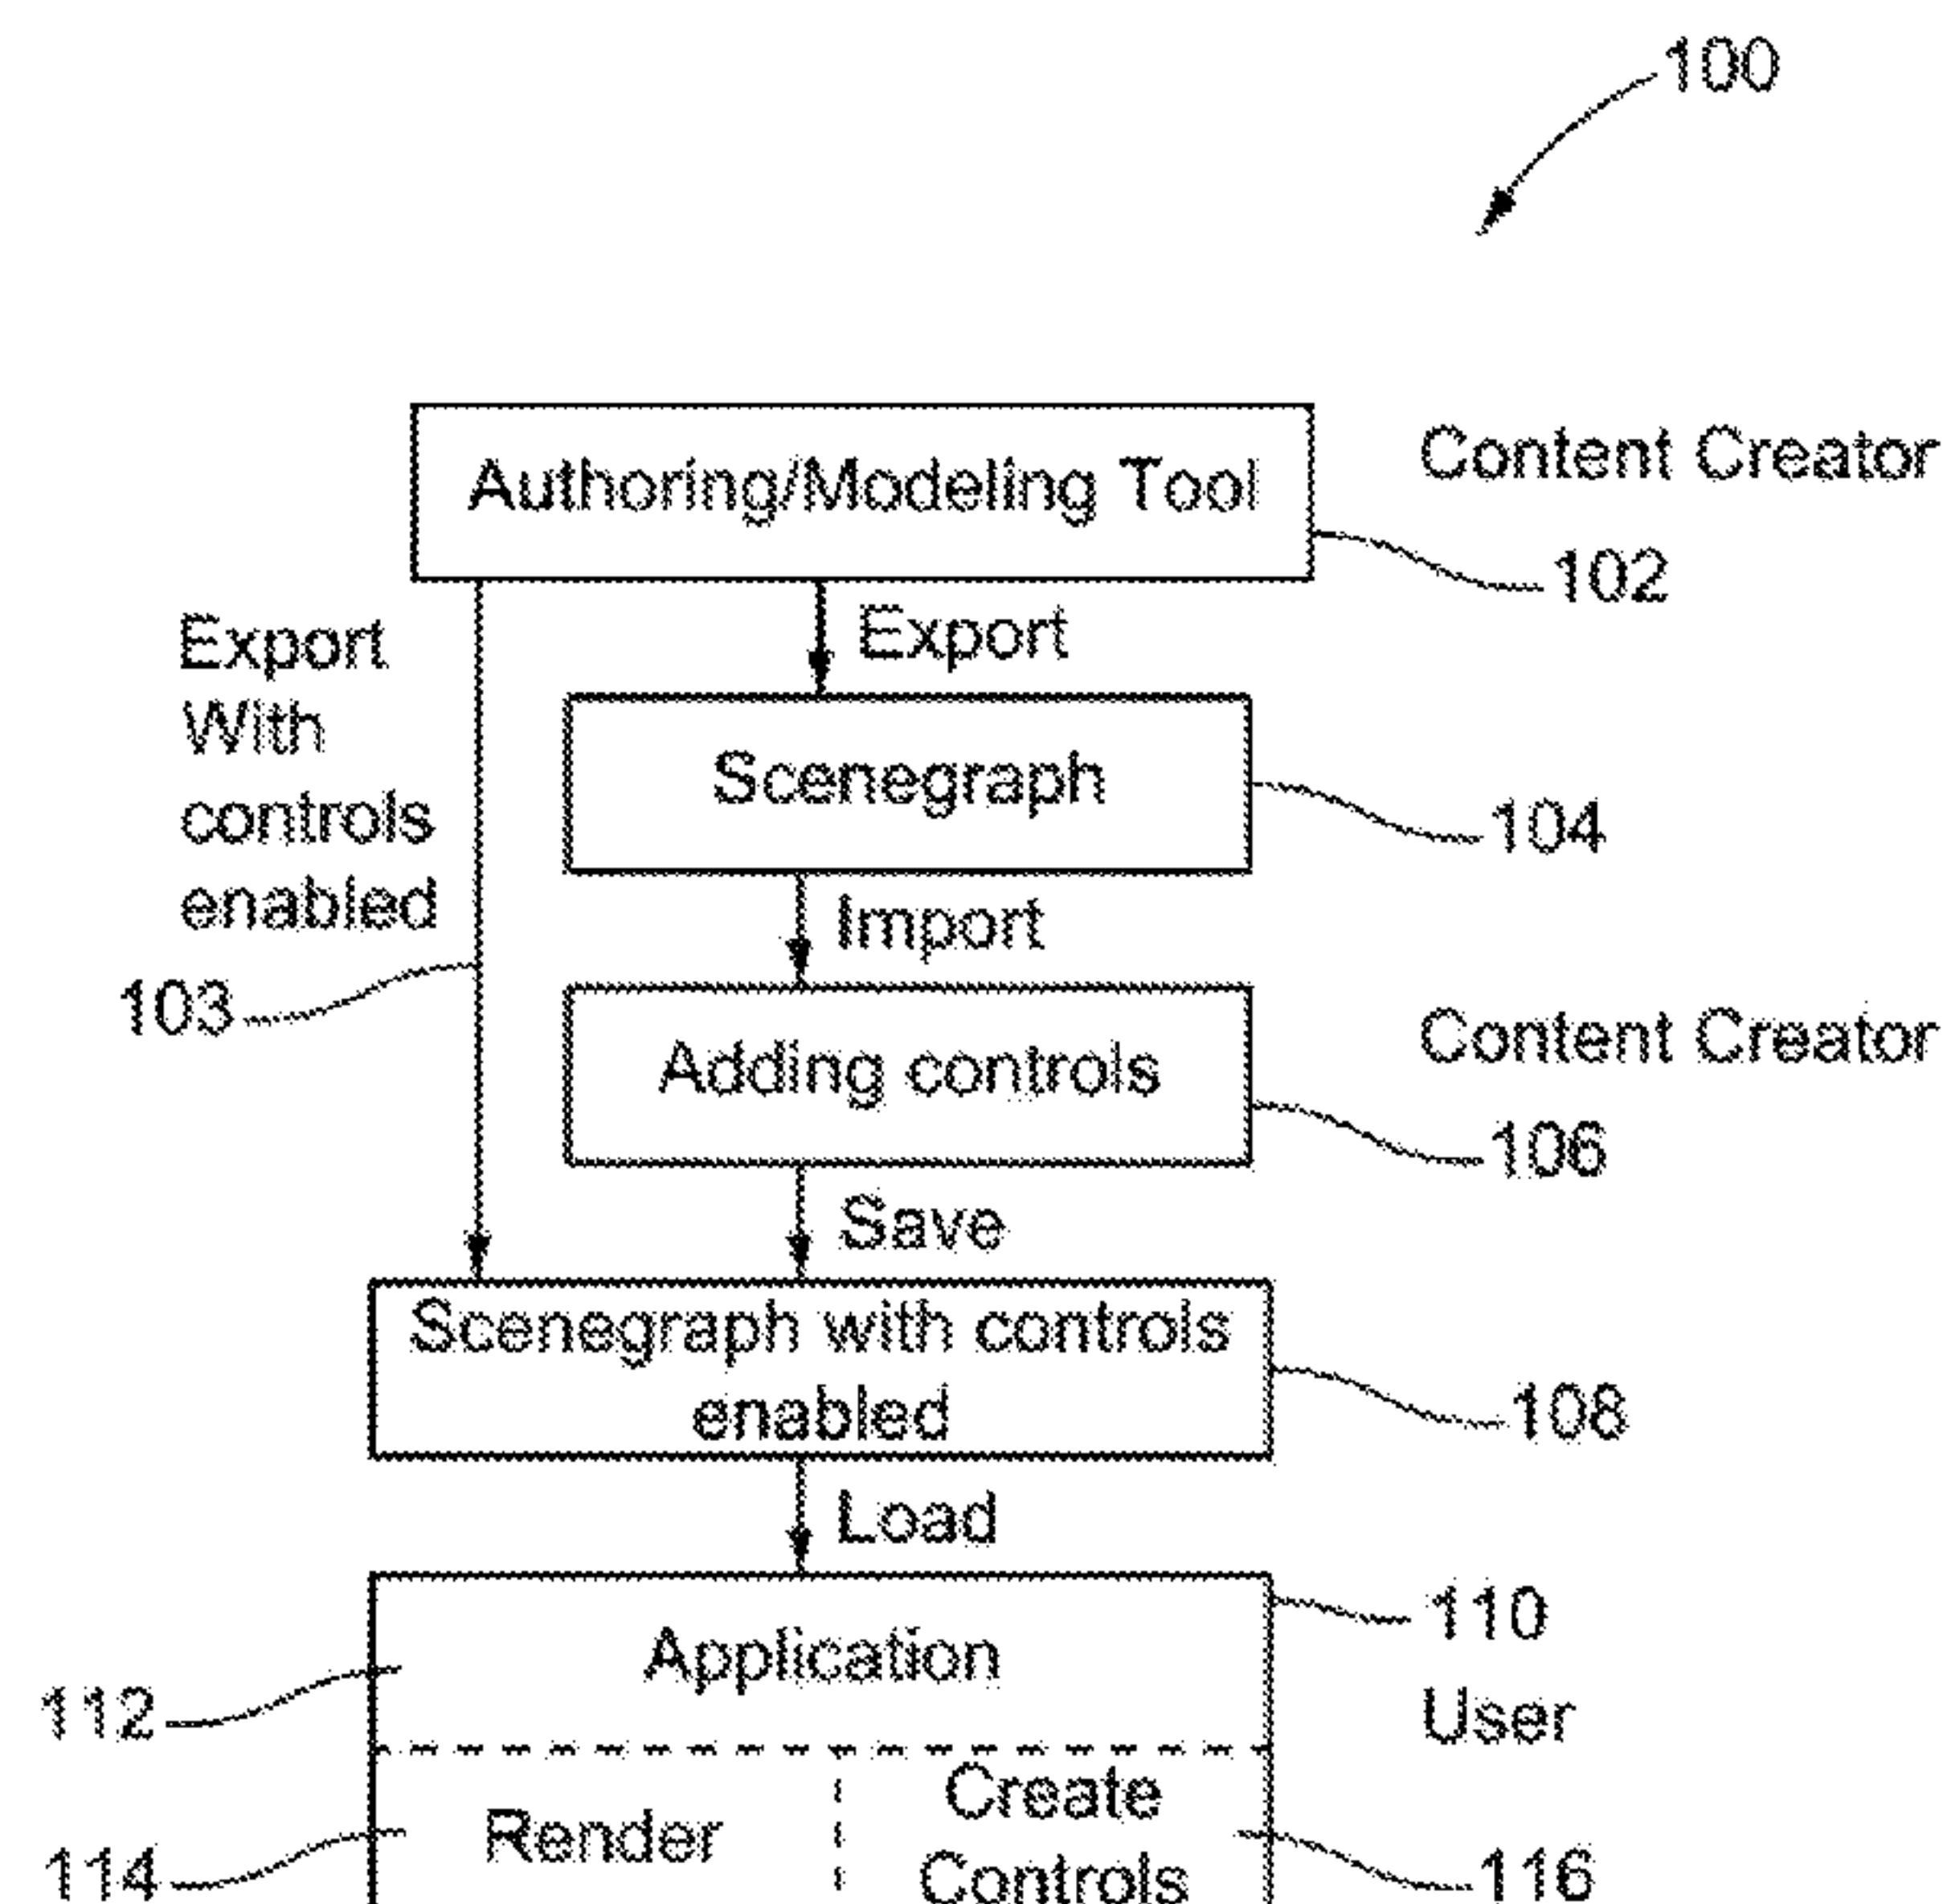 100
Authoring/Modeling Tool
Content Creator
102
Export
With
controls
enabled
103
Export
Scenegraph
104
Import
Adding controls
Content Creator
106
Save
Scenegraph with controls
enabled
108
Load
Application
110
User
112
Render
114
Create
Controls
116